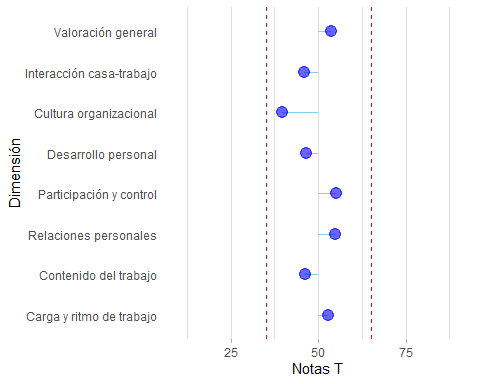 Valoración general
Interacción casa-trabajo
Cultura organizacional
Desarrollo personal
Participación y control
Relaciones personales
Contenido del trabajo
Carga y ritmo de trabajo
Dimensión
25 50 75
Notas T